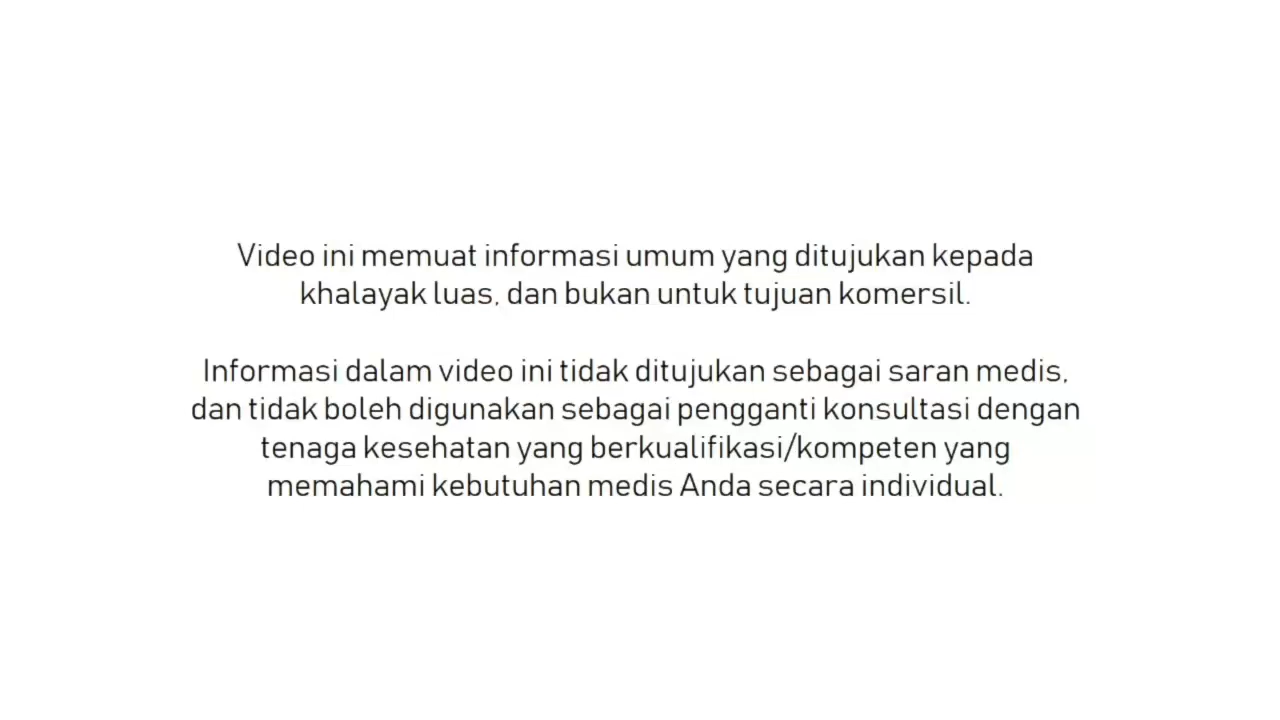 Video ini memuat informasi umum yang ditujukan kepada
khalayak luas, dan bukan untuk tujuan komersil.
Informasi dalam video ini tidak ditujukan sebagai saran medis,
dan tidak boleh digunakan sebagai pengganti konsultasi dengan
tenaga kesehatan yang berkualifikasi/kompeten yang
memahami kebutuhan medis Anda secara individual.